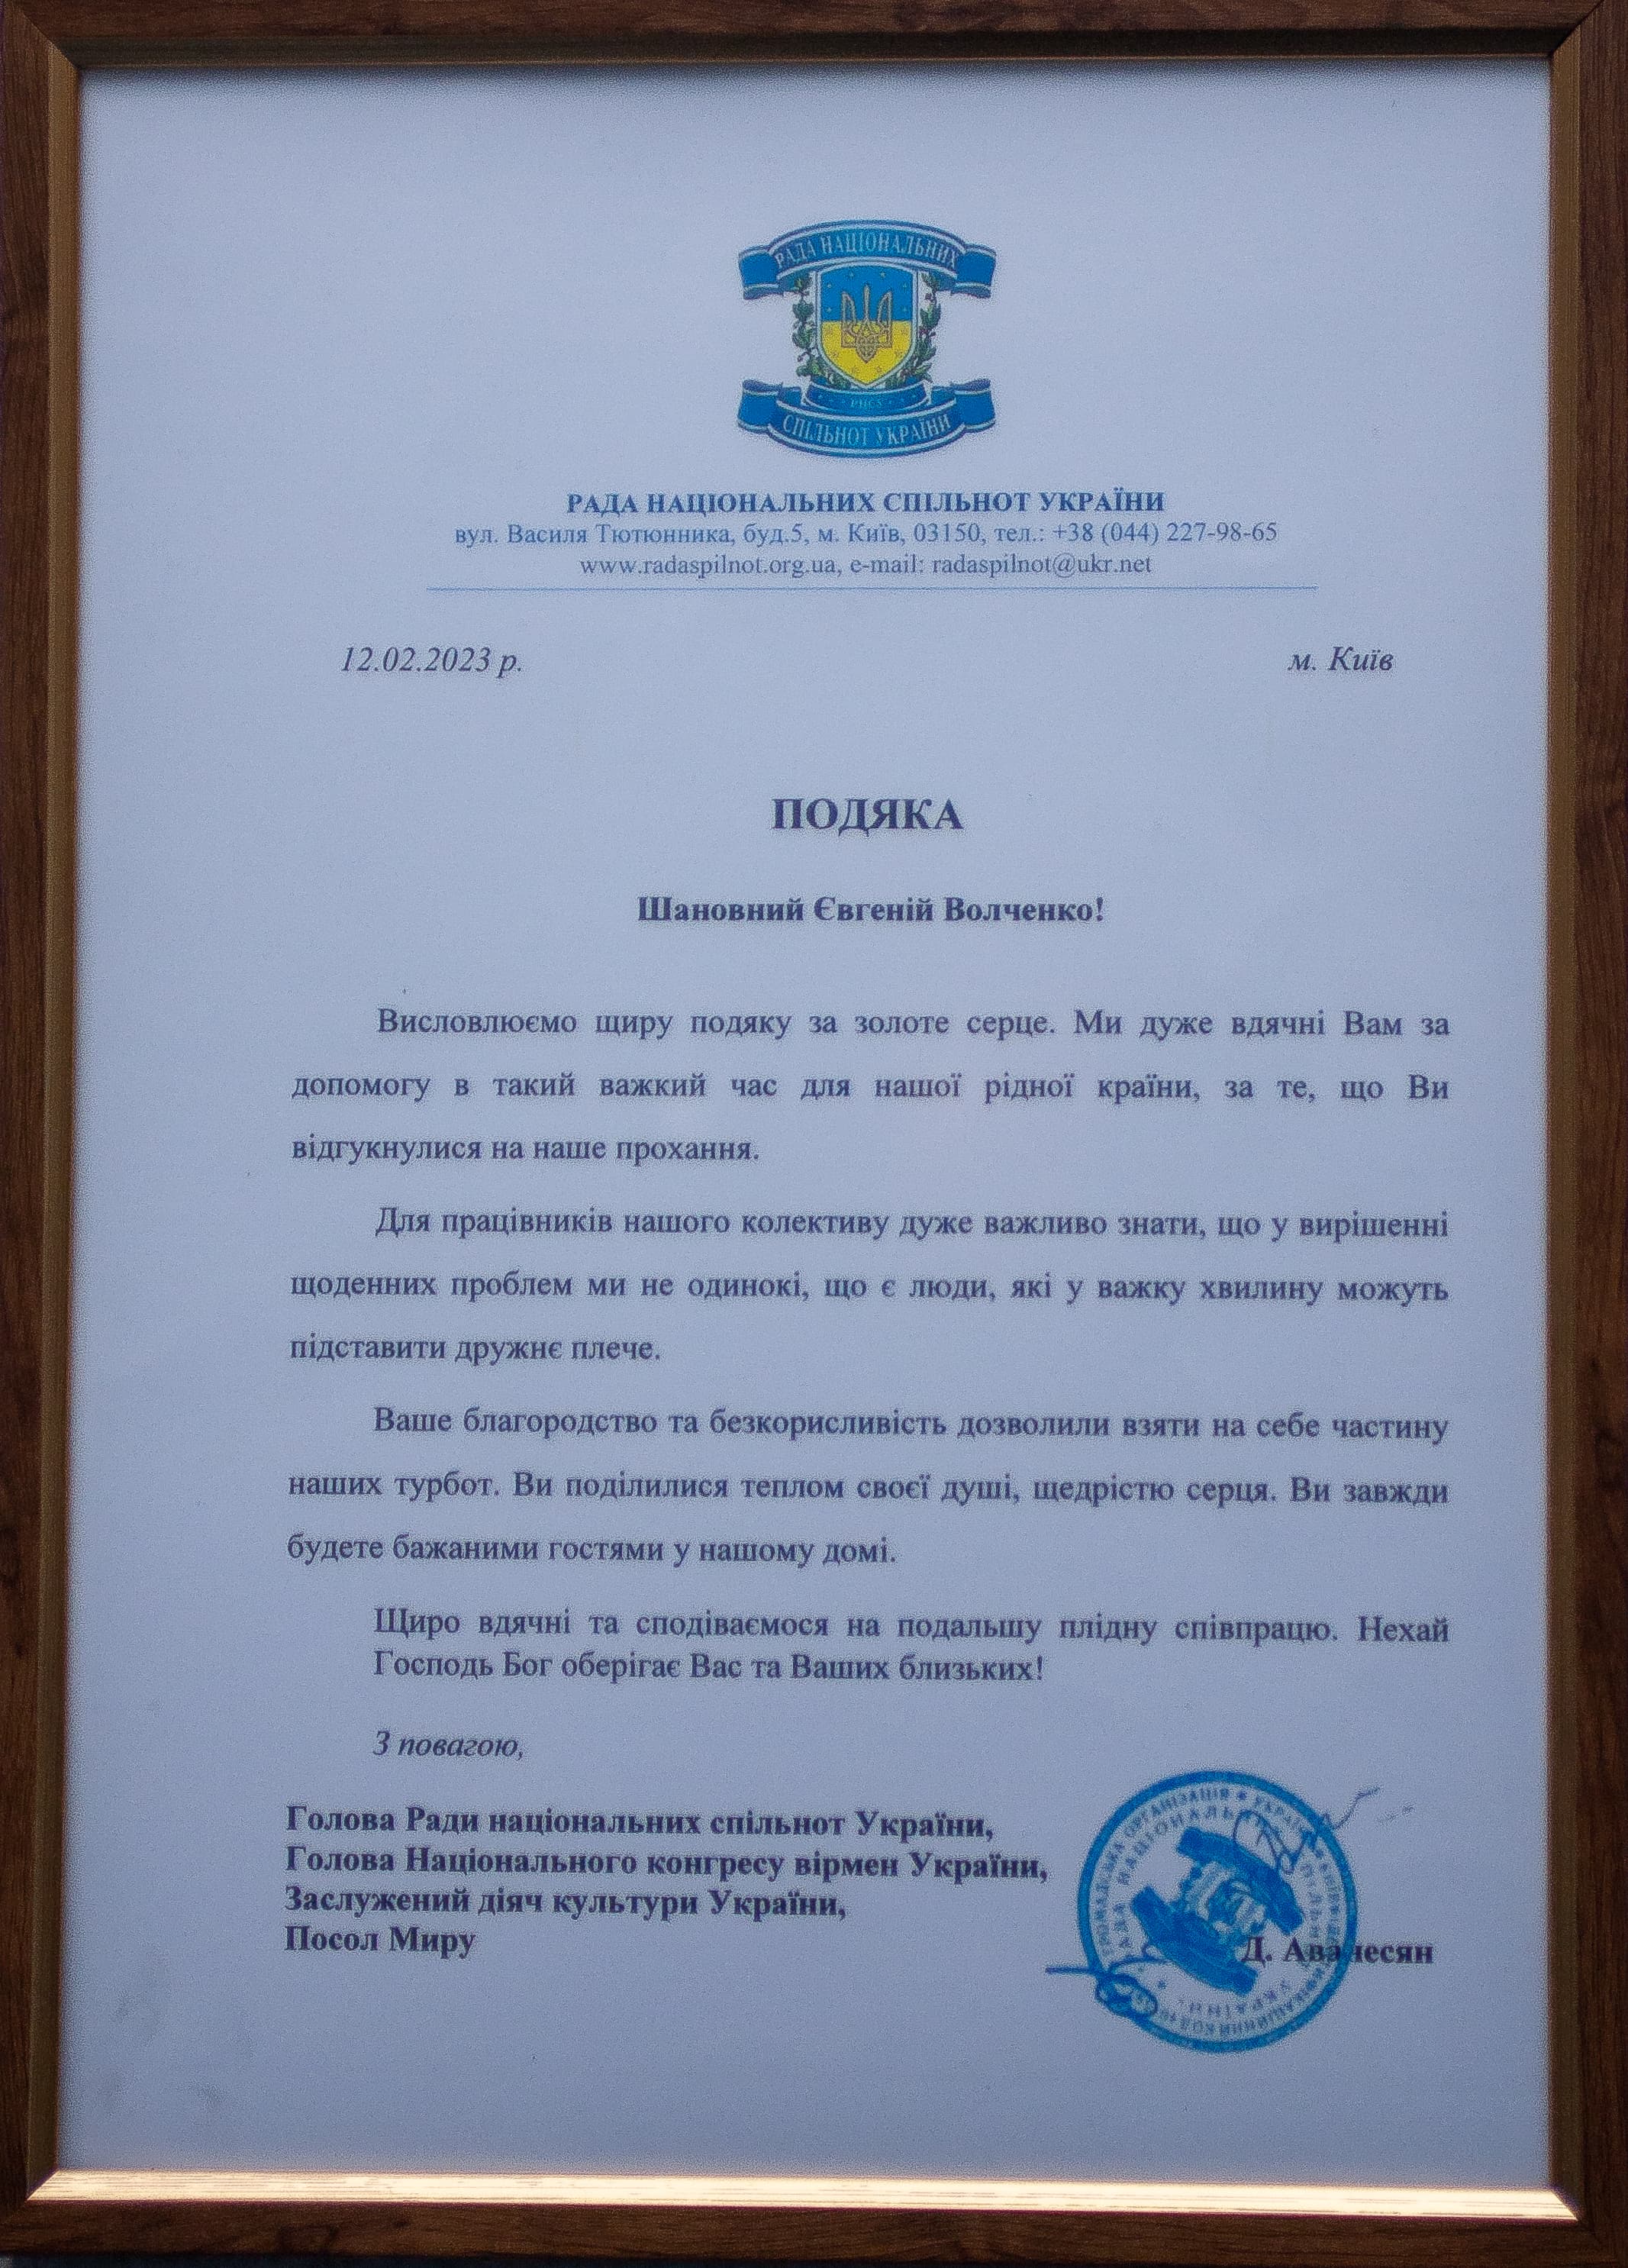 РАДА НАЦІОНАЛЬНИХ
РНСУ
СПІЛЬНОТ УКРАЇНИ
РАДА НАЦІОНАЛЬНИХ СПІЛЬНОТ УКРАЇНИ
вул. Василя Тютюнника, буд.5, м. Київ, 03150, тел.: +38 (044) 227-98-65
www.radaspilnot.org.ua, e-mail: radaspilnot@ukr.net
12.02.2023 р. м. Київ
ПОДЯКА
Шановний Євгеній Волченко!
Висловлюємо щиру подяку за золоте серце. Ми дуже вдячні Вам за
допомогу в такий важкий час для нашої рідної країни, за те, що Ви
відгукнулися на наше прохання.
Для працівників нашого колективу дуже важливо знати, що у вирішенні
щоденних проблем ми не одинокі, що є люди, які у важку хвилину можуть
підставити дружнє плече.
Ваше благородство та безкорисливість дозволили взяти на себе частину
наших турбот. Ви поділилися теплом своєї душі, щедрістю серця. Ви завжди
будете бажаними гостями у нашому домі.
Щиро вдячні та сподіваємося на подальшу плідну співпрацю. Нехай
Господь Бог оберігає Вас та Ваших близьких!
З повагою,
Голова Ради національних спільнот України,
Голова Національного конгресу вірмен України,
Заслужений діяч культури України,
Посол Миру Д. Аванесян